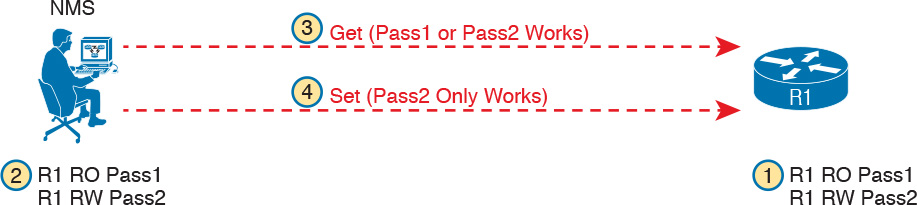 NMS
3 Get (Pass1 or Pass2 Works)
4 Set (Pass2 Only Works)
R1
2 R1 RO Pass1
R1 RW Pass2
1 R1 RO Pass1
R1 RW Pass2